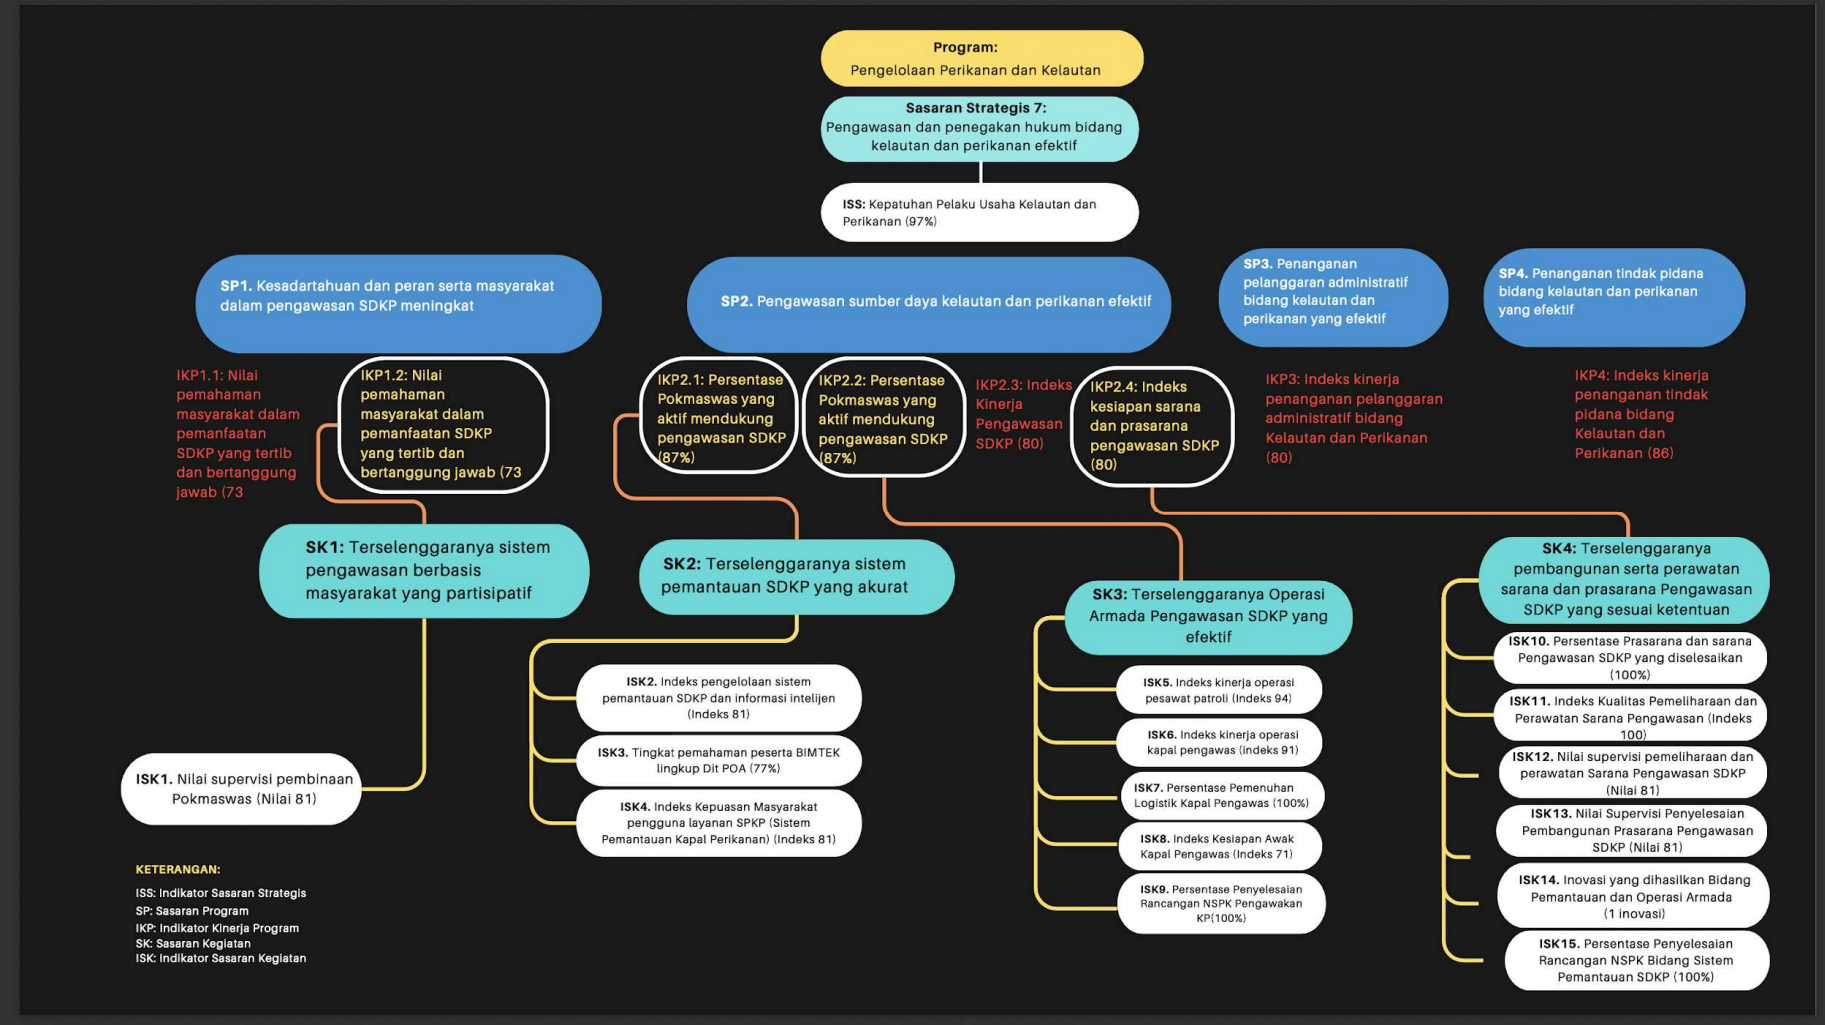 Program:
Pengelolaan Perikanan dan Kelautan
Sasaran Strategis 7:
Pengawasan dan penegakan hukum bidang
kelautan dan perikanan efektif
ISS: Kepatuhan Pelaku Usaha Kelautan dan
Perikanan (97%)
SP1. Kesadartahuan dan peran serta masyarakat
dalam pengawasan SDKP meningkat
SP2. Pengawasan sumber daya kelautan dan perikanan efektif
SP3. Penanganan
pelanggaran administratif
bidang kelautan dan
perikanan yang efektif
SP4. Penanganan tindak pidana
bidang kelautan dan perikanan
yang efektif
IKP1.1: Nilai
pemahaman
masyarakat dalam
pemanfaatan
SDKP yang tertib
dan bertanggung
jawab (73
IKP1.2: Nilai
pemahaman
masyarakat dalam
pemanfaatan SDKP
yang tertib dan
bertanggung jawab (73
IKP2.1: Persentase
Pokmaswas yang
aktif mendukung
pengawasan SDKP
(87%)
IKP2.2: Persentase
Pokmaswas yang
aktif mendukung
pengawasan SDKP
(87%)
IKP2.3: Indeks
Kinerja
Pengawasan
SDKP (80)
IKP2.4: Indeks
kesiapan sarana
dan prasarana
pengawasan SDKP
(80)
IKP3: Indeks kinerja
penanganan pelanggaran
administratif bidang
Kelautan dan Perikanan
(80)
IKP4: Indeks kinerja
penanganan tindak
pidana bidang
Kelautan dan
Perikanan (86)
SK1: Terselenggaranya sistem
pengawasan berbasis
masyarakat yang partisipatif
SK2: Terselenggaranya sistem
pemantauan SDKP yang akurat
SK3: Terselenggaranya Operasi
Armada Pengawasan SDKP yang
efektif
SK4: Terselenggaranya
pembangunan serta perawatan
sarana dan prasarana Pengawasan
SDKP yang sesuai ketentuan
ISK1. Nilai supervisi pembinaan
Pokmaswas (Nilai 81)
ISK2. Indeks pengelolaan sistem
pemantauan SDKP dan informasi intelijen
(Indeks 81)
ISK3. Tingkat pemahaman peserta BIMTEK
lingkup Dit POA (77%)
ISK4. Indeks Kepuasan Masyarakat
pengguna layanan SPKP (Sistem
Pemantauan Kapal Perikanan) (Indeks 81)
ISK5. Indeks kinerja operasi
pesawat patroli (Indeks 94)
ISK6. Indeks kinerja operasi
kapal pengawas (indeks 91)
ISK7. Persentase Pemenuhan
Logistik Kapal Pengawas (100%)
ISK8. Indeks Kesiapan Awak
Kapal Pengawas (Indeks 71)
ISK9. Persentase Penyelesaian
Rancangan NSPK Pengawakan
KP(100%)
ISK10. Persentase Prasarana dan sarana
Pengawasan SDKP yang diselesaikan
(100%)
ISK11. Indeks Kualitas Pemeliharaan dan
Perawatan Sarana Pengawasan (Indeks
100)
ISK12. Nilai supervisi pemeliharaan dan
perawatan Sarana Pengawasan SDKP
(Nilai 81)
ISK13. Nilai Supervisi Penyelesaian
Pembangunan Prasarana Pengawasan
SDKP (Nilai 81)
ISK14. Inovasi yang dihasilkan Bidang
Pemantauan dan Operasi Armada
(1 inovasi)
ISK15. Persentase Penyelesaian
Rancangan NSPK Bidang Sistem
Pemantauan SDKP (100%)
KETERANGAN:
ISS: Indikator Sasaran Strategis
SP: Sasaran Program
IKP: Indikator Kinerja Program
SK: Sasaran Kegiatan
ISK: Indikator Sasaran Kegiatan